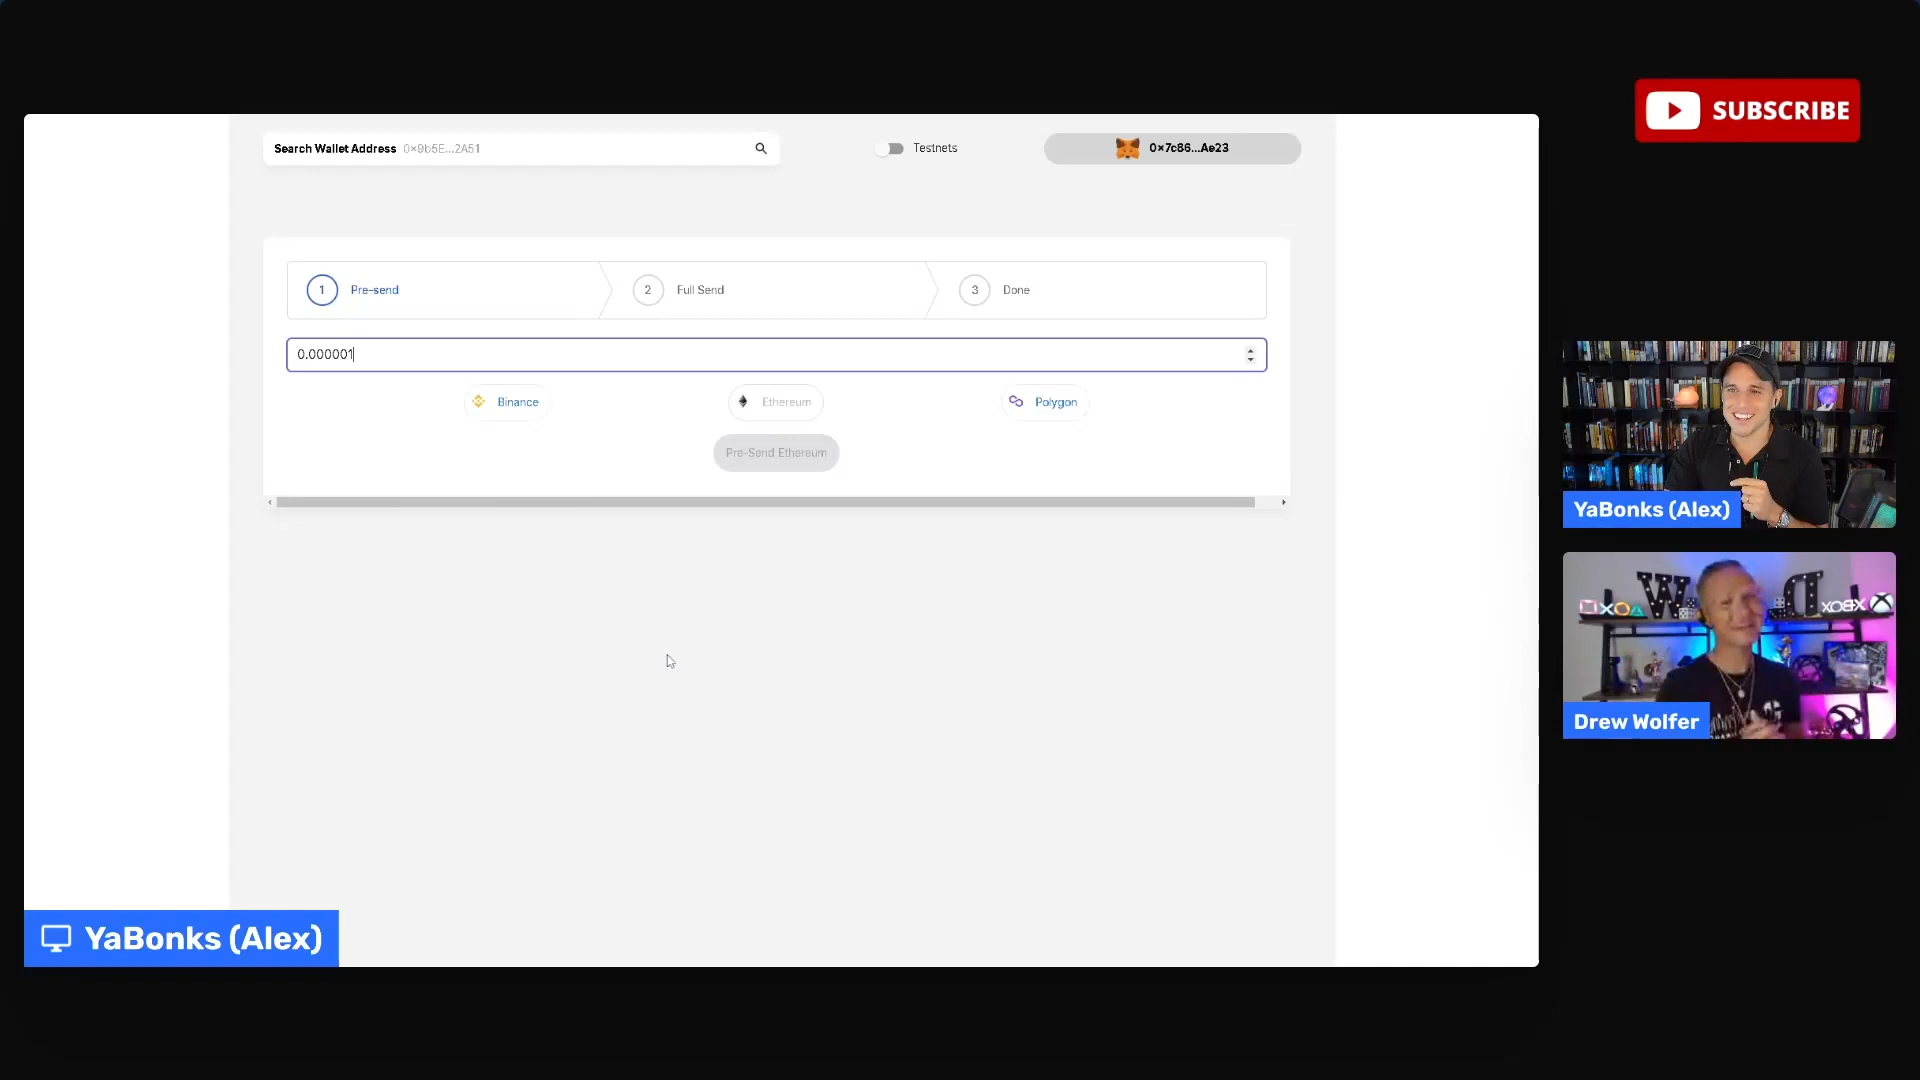 SUBSCRIBE
Search Wallet Address 0x9b5E...2A51
Testnets
0x7c86...Ae23
1 Pre-send
2 Full Send
3 Done
0.000001
Binance
Ethereum
Polygon
Pre-Send Ethereum
YaBonks (Alex)
W D
XBOX
Drew Wolfer
YaBonks (Alex)